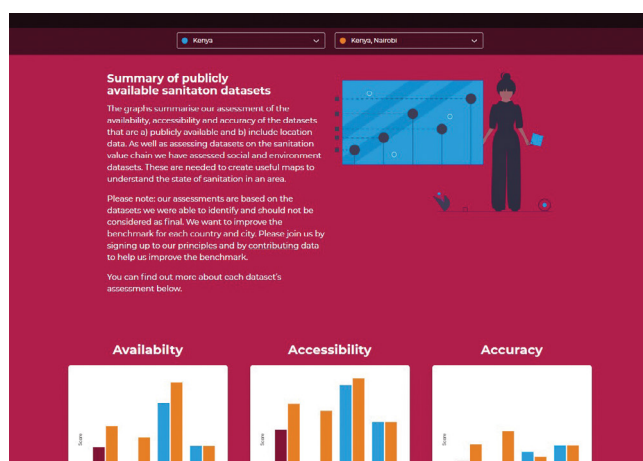 Kenya
Kenya, Nairobi
Summary of publicly
available sanitaton datasets
The graphs summarise our assessment of the
availability, accessibility and accuracy of the datasets
that are a) publicly available and b) include location
data. As well as assessing datasets on the sanitation
value chain we have assessed social and environment
datasets. These are needed to create useful maps to
understand the state of sanitation in an area.
Please note: our assessments are based on the
datasets we were able to identify and should not be
considered as final. We want to improve the
benchmark for each country and city. Please join us by
signing up to our principles and by contributing data
to help us improve the benchmark.
You can find out more about each dataset's
assessment below.
Availabilty
Accessibility
Accuracy
Score
Score
Score